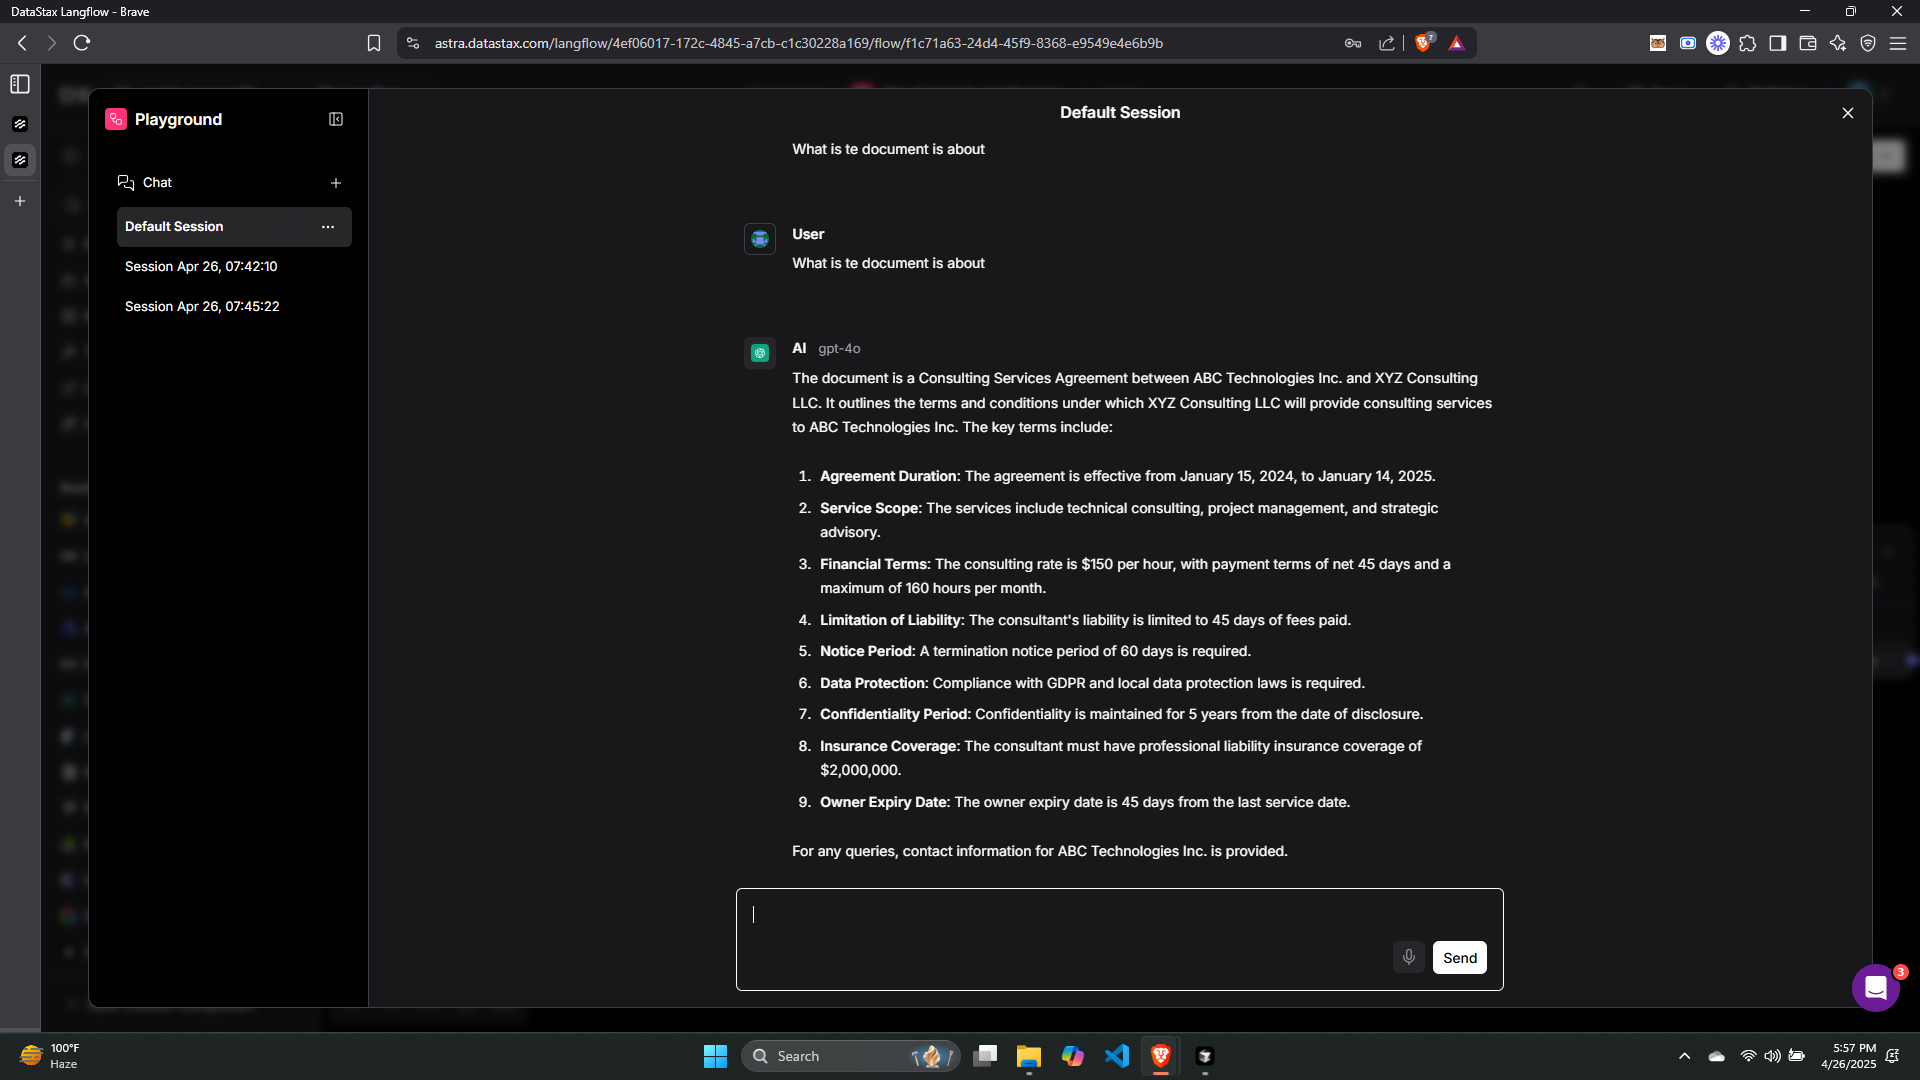 DataStax Langflow - Brave
astra.datastax.com/langflow/4ef06017-172c-4845-a7cb-c1c30228a169/flow/f1c71a63-24d4-45f9-8368-e9549e4e6b9b
7
Playground
Default Session
Chat
Default Session
Session Apr 26, 07:42:10
Session Apr 26, 07:45:22
What is te document is about
User
What is te document is about
AI gpt-4o
The document is a Consulting Services Agreement between ABC Technologies Inc. and XYZ Consulting
LLC. It outlines the terms and conditions under which XYZ Consulting LLC will provide consulting services
to ABC Technologies Inc. The key terms include:
1. Agreement Duration: The agreement is effective from January 15, 2024, to January 14, 2025.
2. Service Scope: The services include technical consulting, project management, and strategic
advisory.
3. Financial Terms: The consulting rate is $150 per hour, with payment terms of net 45 days and a
maximum of 160 hours per month.
4. Limitation of Liability: The consultant's liability is limited to 45 days of fees paid.
5. Notice Period: A termination notice period of 60 days is required.
6. Data Protection: Compliance with GDPR and local data protection laws is required.
7. Confidentiality Period: Confidentiality is maintained for 5 years from the date of disclosure.
8. Insurance Coverage: The consultant must have professional liability insurance coverage of
$2,000,000.
9. Owner Expiry Date: The owner expiry date is 45 days from the last service date.
For any queries, contact information for ABC Technologies Inc. is provided.
Send
3
100°F
Haze
Search
5:57 PM
4/26/2025